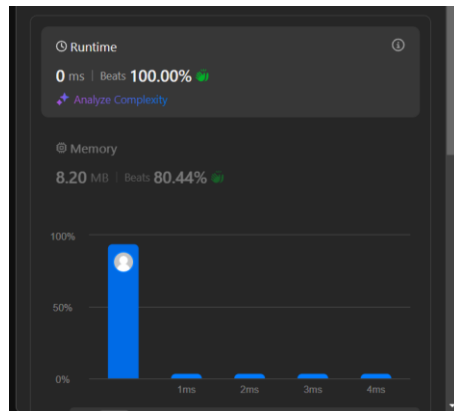 Runtime
0 ms | Beats 100.00%
Analyze Complexity
Memory
8.20 MB | Beats 80.44%
100%
50%
0%
1ms 2ms 3ms 4ms